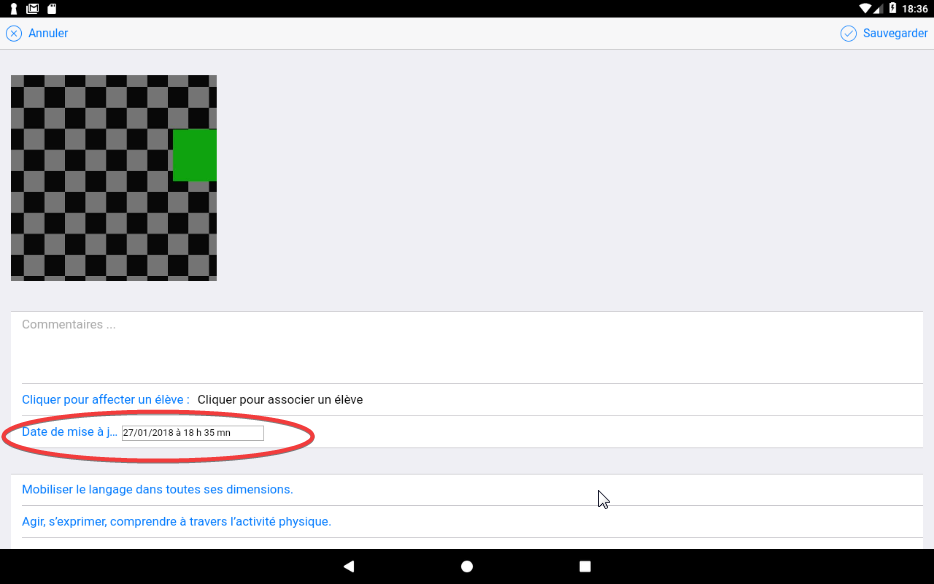 18:36
Annuler
Sauvegarder
Commentaires ...
Cliquer pour affecter un élève : Cliquer pour associer un élève
Date de mise à j... 27/01/2018 à 18 h 35 mn
Mobiliser le langage dans toutes ses dimensions.
Agir, s’exprimer, comprendre à travers l’activité physique.